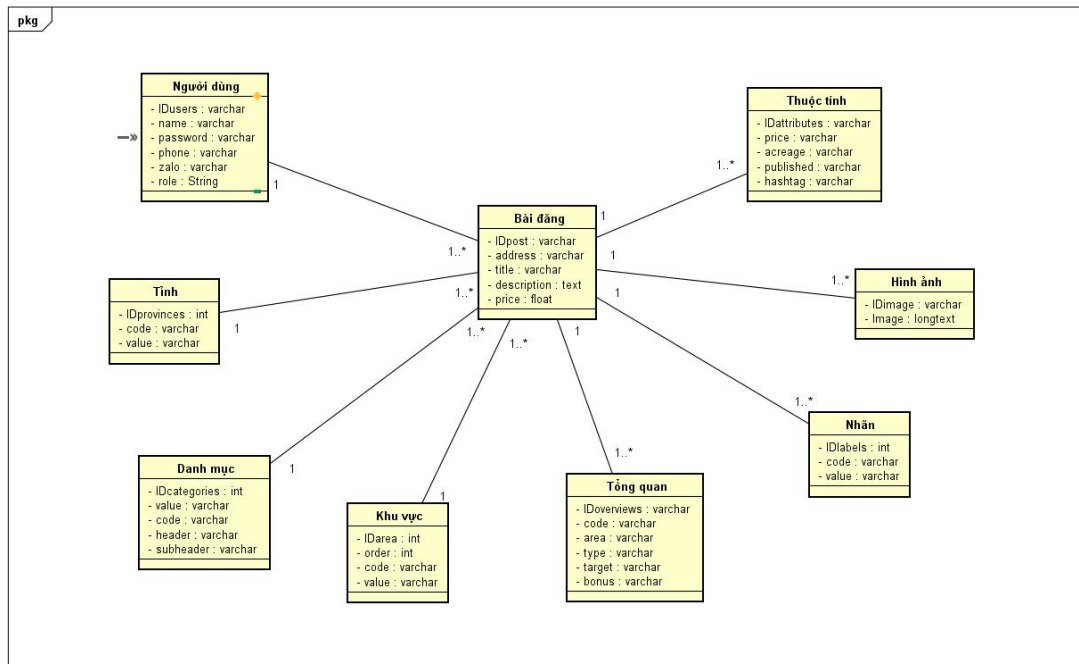 pkg
Người dùng
- IDusers : varchar
- name : varchar
- password : varchar
- phone : varchar
- zalo : varchar
- role : String
1
1..*
Thuộc tính
- IDattributes : varchar
- price : varchar
- acreage : varchar
- published : varchar
- hashtag : varchar
1..*
1
Bài đăng
- IDpost : varchar
- address : varchar
- title : varchar
- description : text
- price : float
Tỉnh
- IDprovinces : int
- code : varchar
- value : varchar
1
1..*
Hình ảnh
- IDimage : varchar
- Image : longtext
1
1..*
Nhãn
- IDlabels : int
- code : varchar
- value : varchar
1
1..*
Danh mục
- IDcategories : int
- value : varchar
- code : varchar
- header : varchar
- subheader : varchar
1
1..*
Khu vực
- IDarea : int
- order : int
- code : varchar
- value : varchar
1
1..*
Tổng quan
- IDoverviews : varchar
- code : varchar
- area : varchar
- type : varchar
- target : varchar
- bonus : varchar
1
1..*